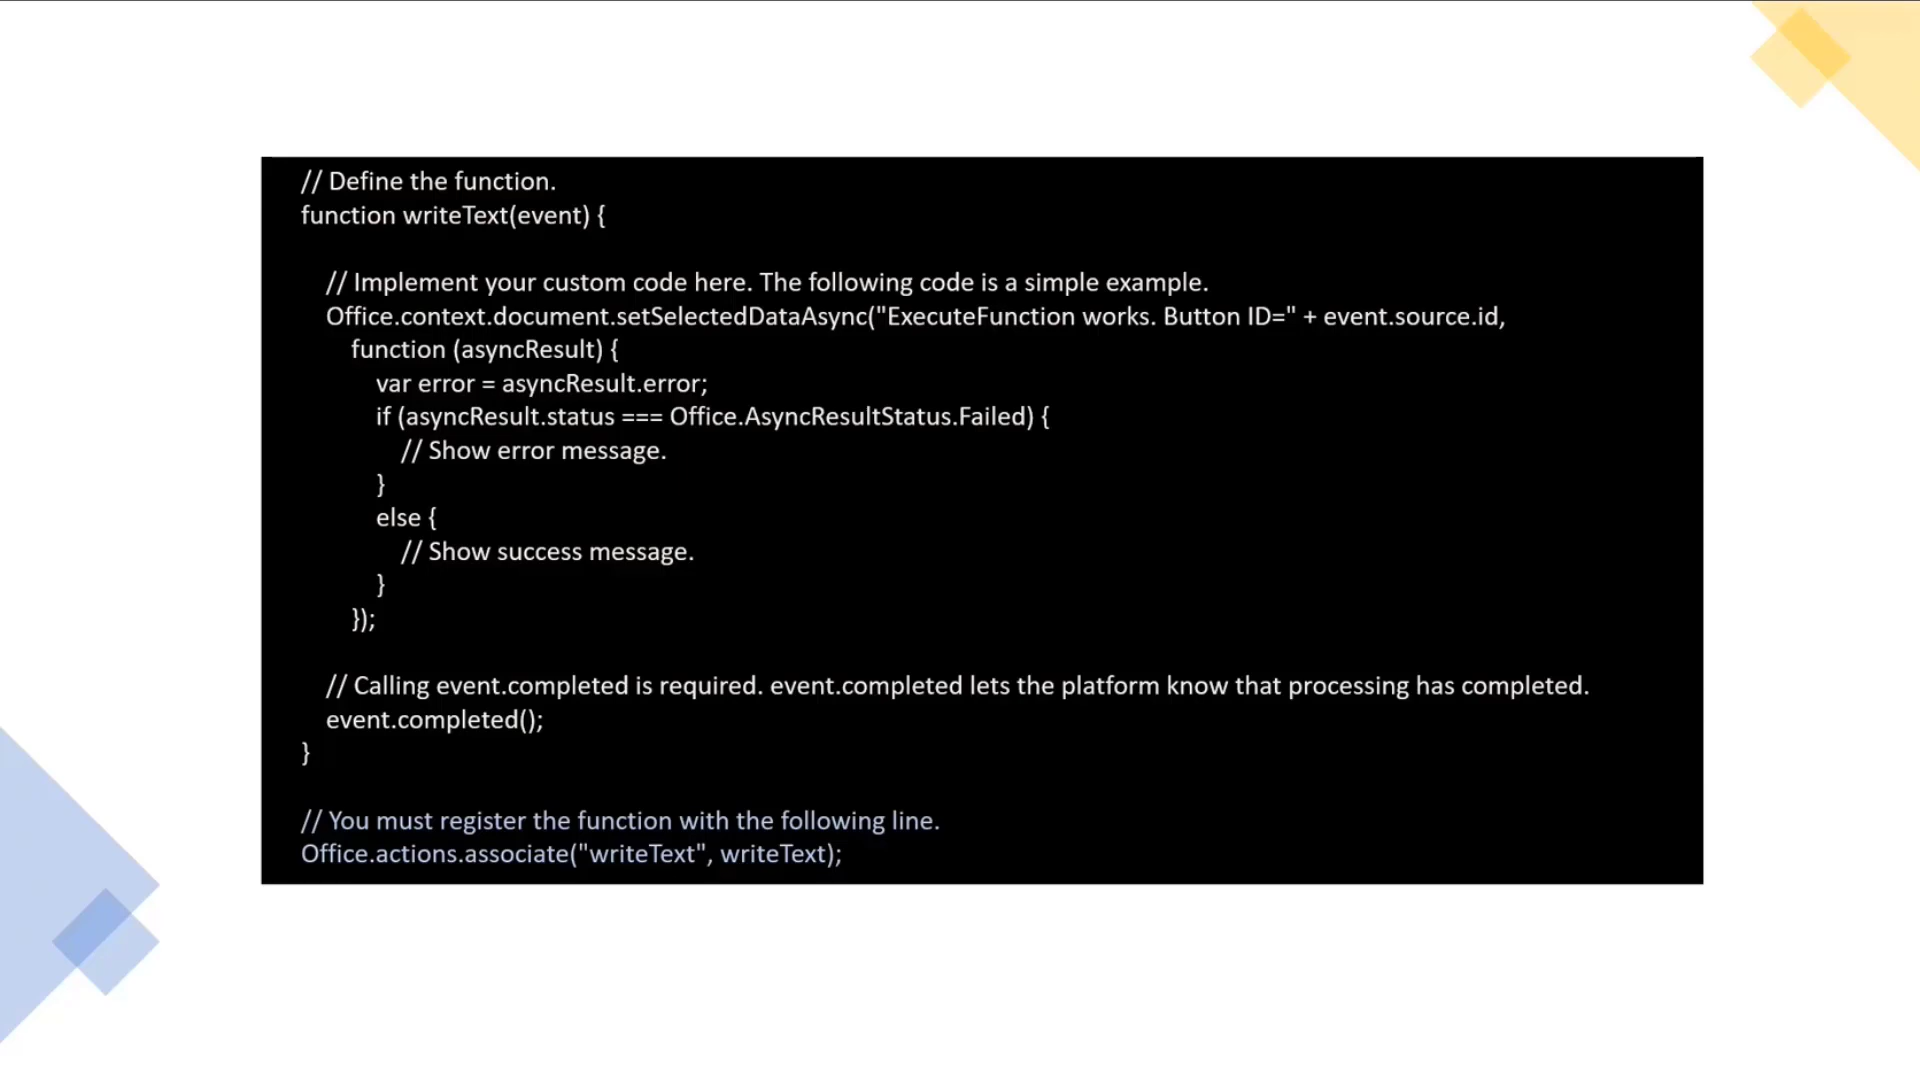 // Define the function.
function writeText(event) {
// Implement your custom code here. The following code is a simple example.
Office.context.document.setSelectedDataAsync("ExecuteFunction works. Button ID=" + event.source.id,
function (asyncResult) {
var error = asyncResult.error;
if (asyncResult.status === Office.AsyncResultStatus.Failed) {
// Show error message.
}
else {
// Show success message.
}
});
// Calling event.completed is required. event.completed lets the platform know that processing has completed.
event.completed();
}
// You must register the function with the following line.
Office.actions.associate("writeText", writeText);